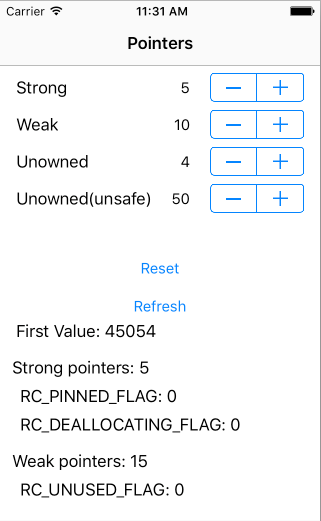 Carrier 11:31 AM
Pointers
Strong 5
Weak 10
Unowned 4
Unowned(unsafe) 50
Reset
Refresh
First Value: 45054
Strong pointers: 5
RC_PINNED_FLAG: 0
RC_DEALLOCATING_FLAG: 0
Weak pointers: 15
RC_UNUSED_FLAG: 0